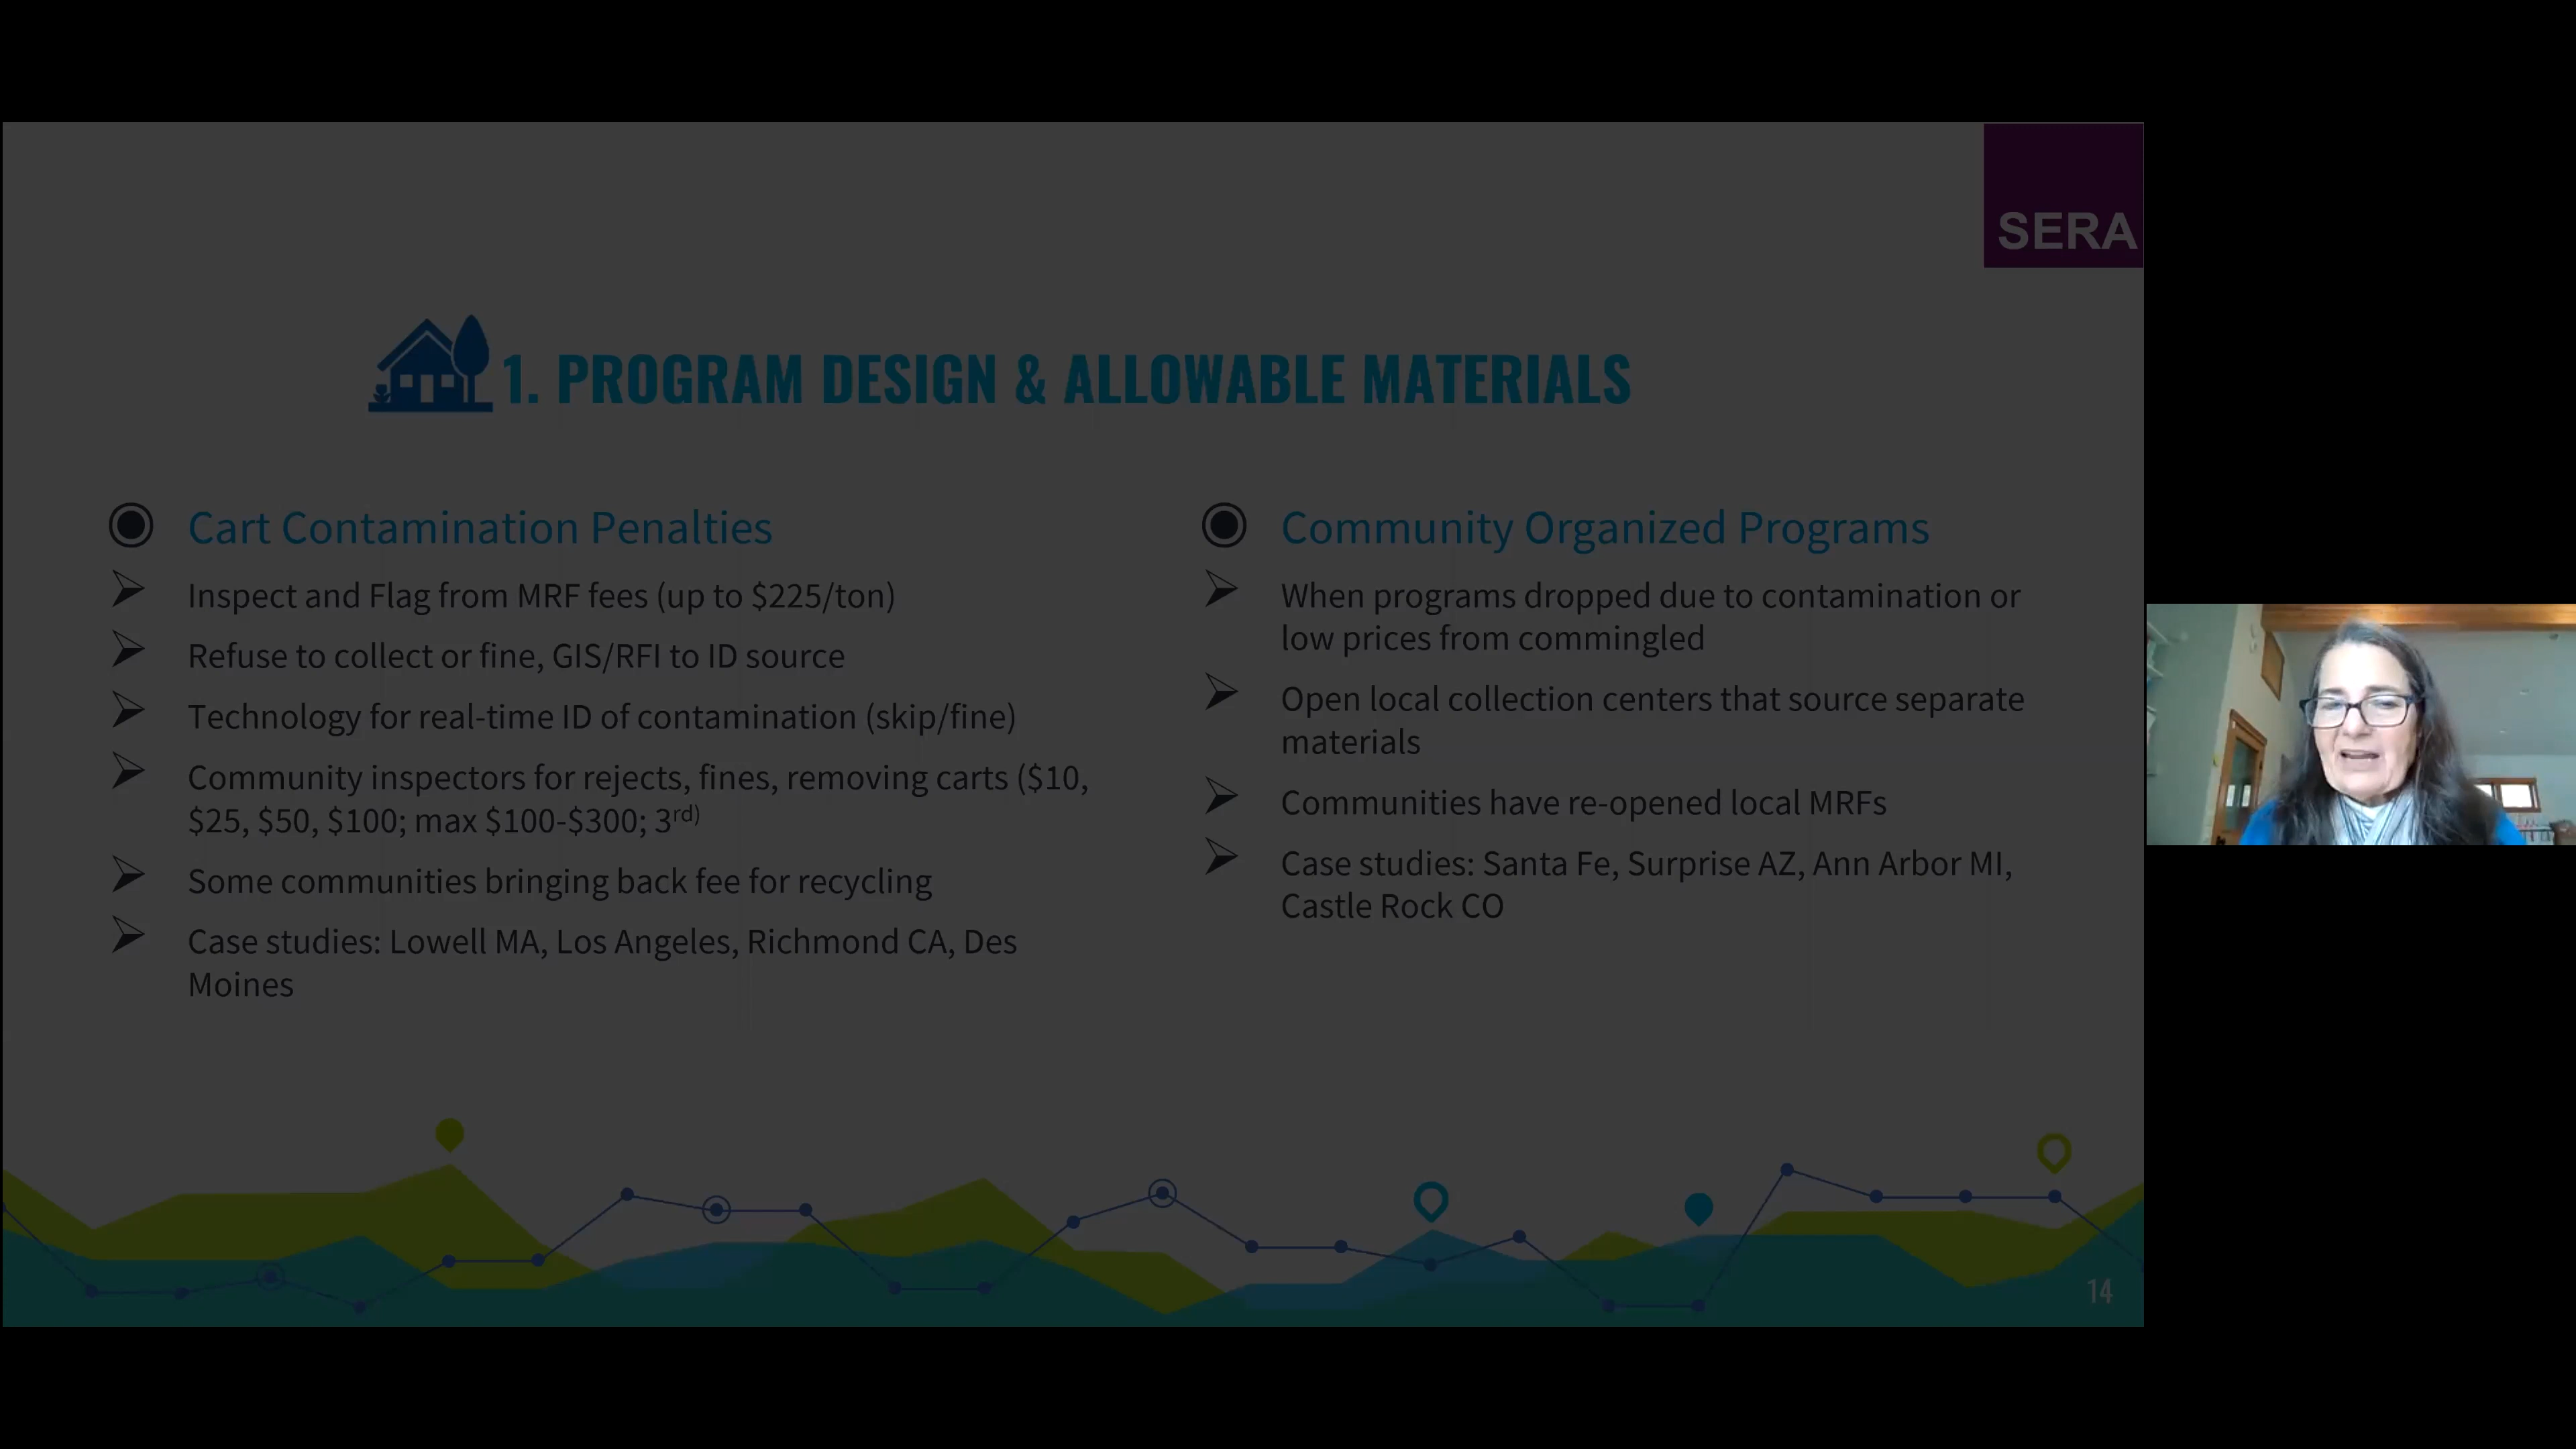 SERA
1. PROGRAM DESIGN & ALLOWABLE MATERIALS
Cart Contamination Penalties
Inspect and Flag from MRF fees (up to $225/ton)
Refuse to collect or fine, GIS/RFI to ID source
Technology for real-time ID of contamination (skip/fine)
Community inspectors for rejects, fines, removing carts ($10,
$25, $50, $100; max $100-$300; 3rd)
Some communities bringing back fee for recycling
Case studies: Lowell MA, Los Angeles, Richmond CA, Des
Moines
Community Organized Programs
When programs dropped due to contamination or
low prices from commingled
Open local collection centers that source separate
materials
Communities have re-opened local MRFs
Case studies: Santa Fe, Surprise AZ, Ann Arbor MI,
Castle Rock CO
14